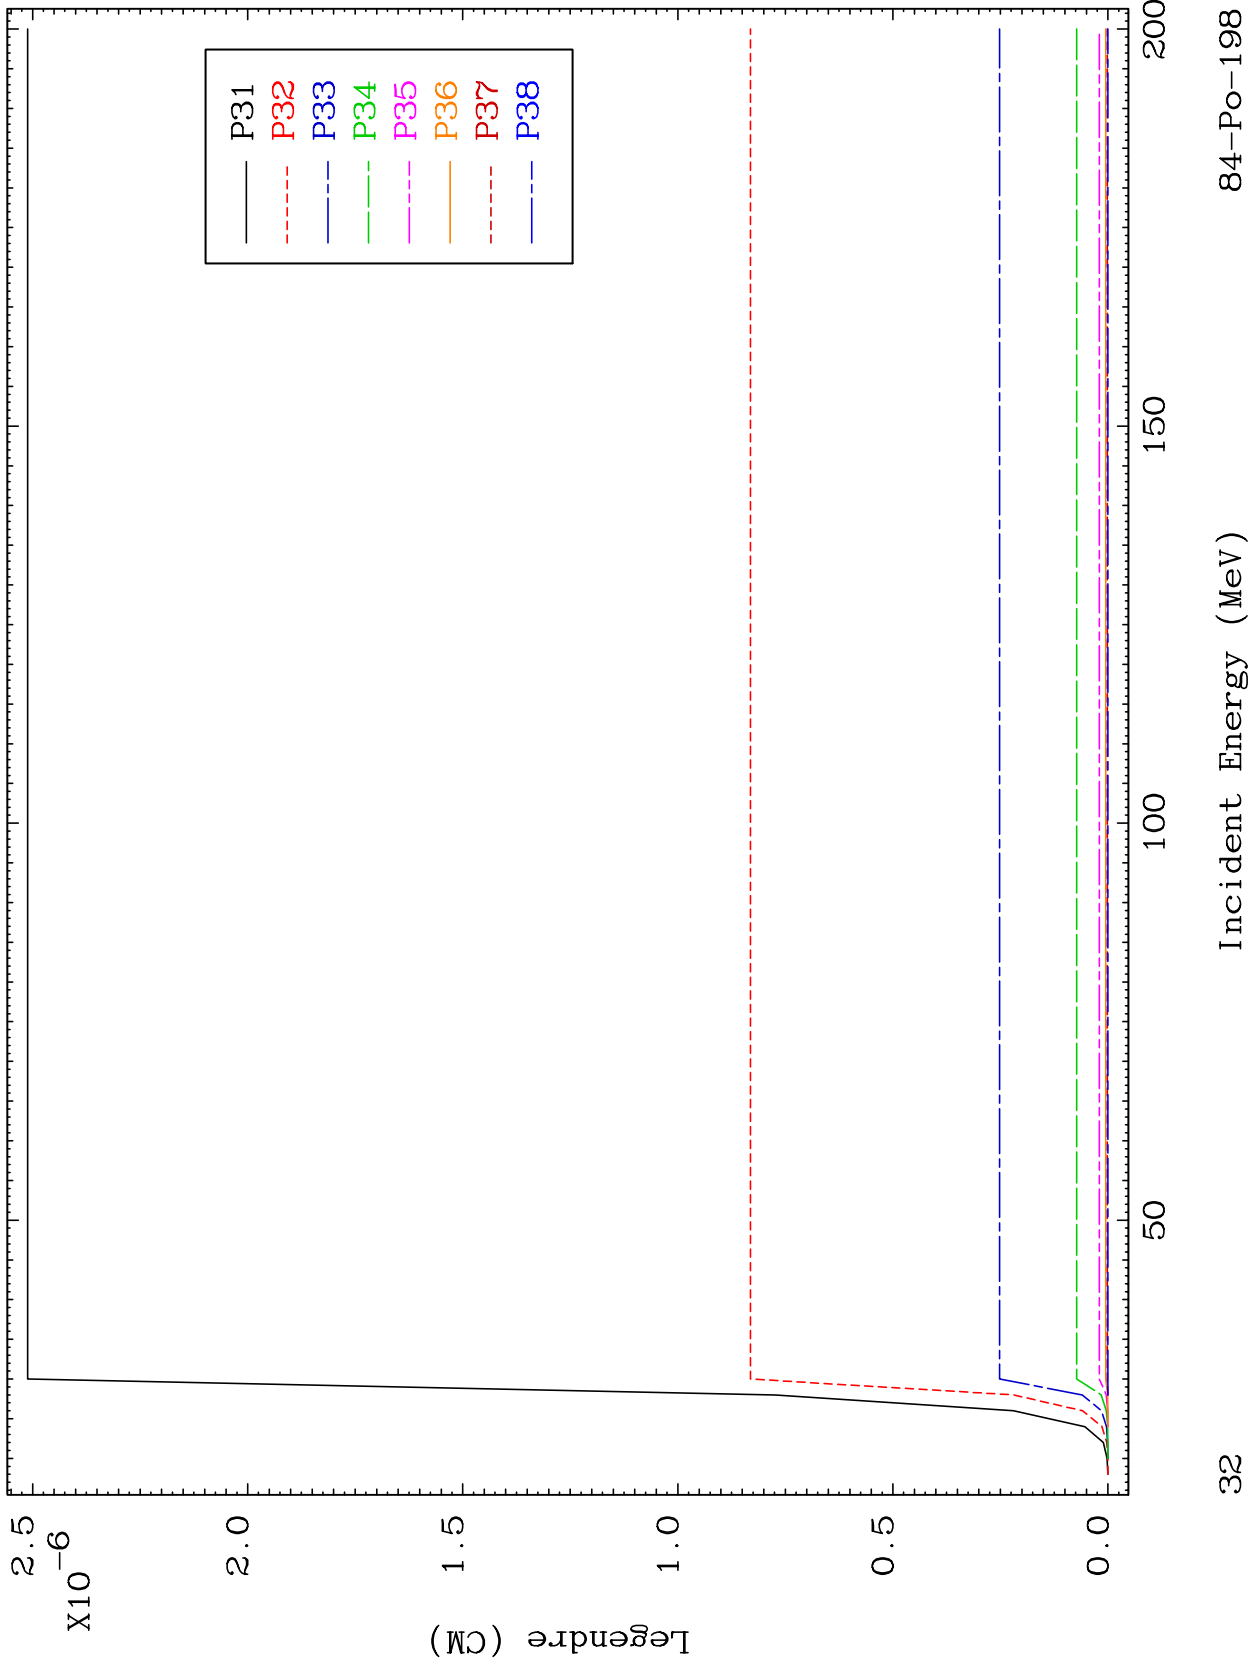 2.5
X10-6
2.0
1.5
1.0
0.5
0.0
Legendre (CM)
P31
P32
P33
P34
P35
P36
P37
P38
50
100
150
200
32
Incident Energy (MeV)
84-Po-198